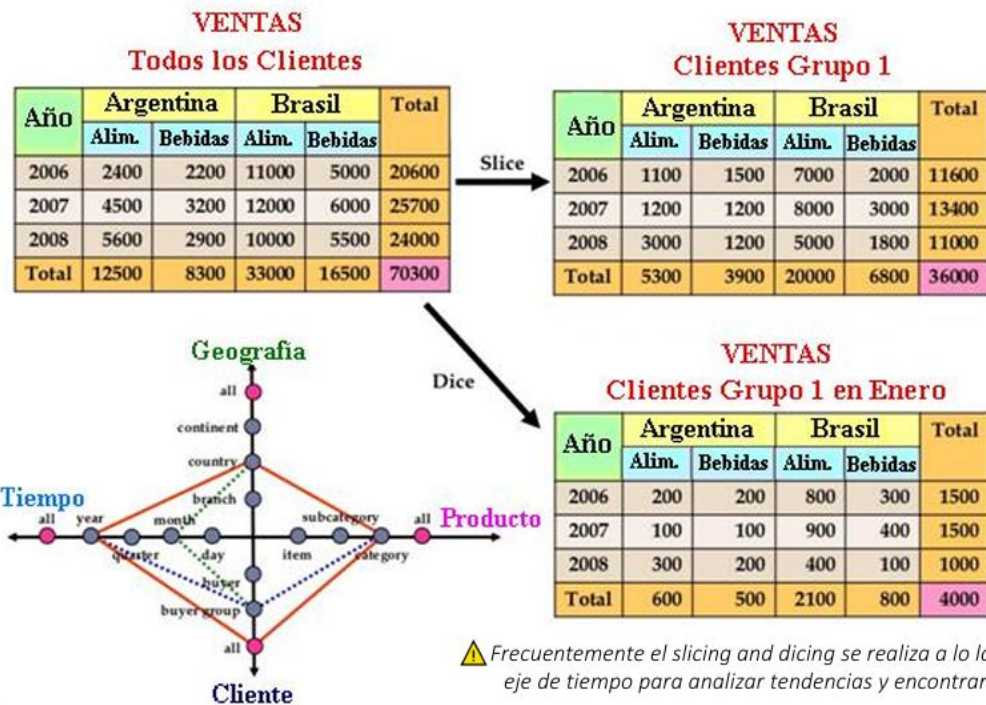 VENTAS
Todos los Clientes
Año Argentina Brasil Total
Alim. Bebidas Alim. Bebidas
2006 2400 2200 11000 5000 20600
2007 4500 3200 12000 6000 25700
2008 5600 2900 10000 5500 24000
Total 12500 8300 33000 16500 70300
Slice
VENTAS
Clientes Grupo 1
Año Argentina Brasil Total
Alim. Bebidas Alim. Bebidas
2006 1100 1500 7000 2000 11600
2007 1200 1200 8000 3000 13400
2008 3000 1200 5000 1800 11000
Total 5300 3900 20000 6800 36000
Dice
VENTAS
Clientes Grupo 1 en Enero
Año Argentina Brasil Total
Alim. Bebidas Alim. Bebidas
2006 200 200 800 300 1500
2007 100 100 900 400 1500
2008 300 200 400 100 1000
Total 600 500 2100 800 4000
Geografia
all
continent
country
branch
Tiempo
all year month subcategory all Producto
quarter day item category
buyer
buyer group
all
Cliente
Frecuentemente el slicing and dicing se realiza a lo
eje de tiempo para analizar tendencias y encontrar